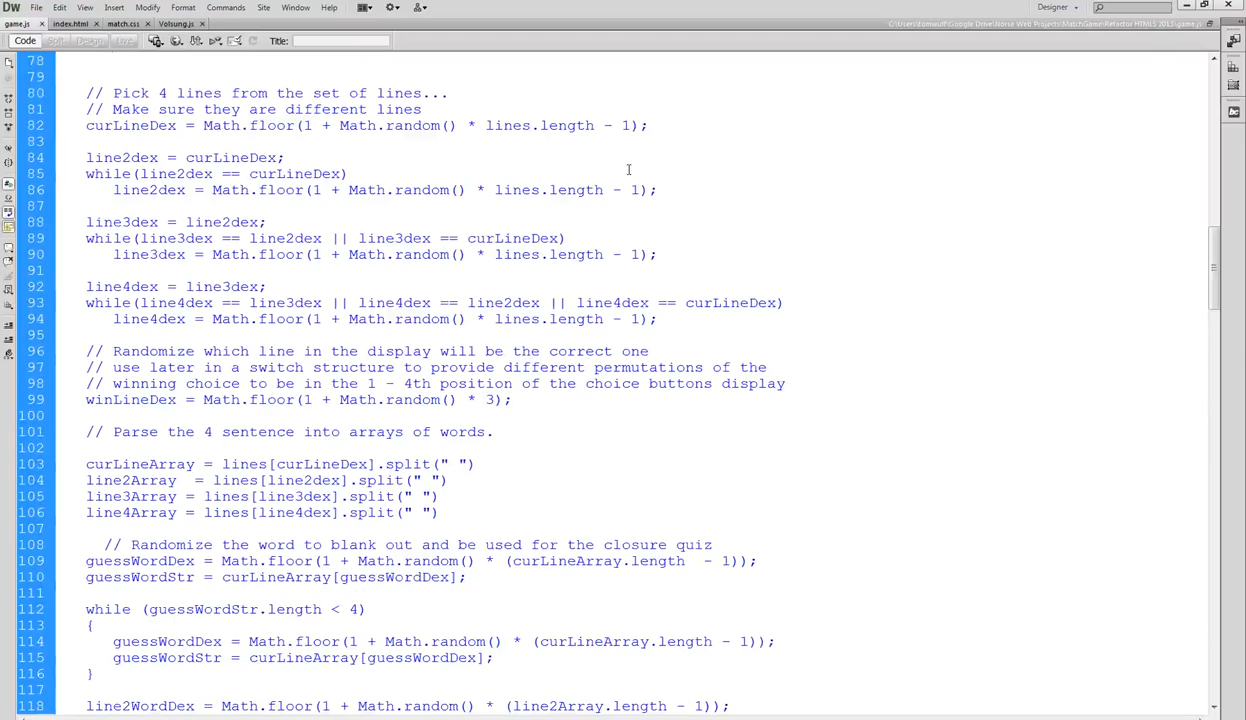 Dw File Edit View Insert Modify Format Commands Site Window Help Designer
game.js × index.html × match.css × Volsung.js ×
Code Split Design Live Title:
78
79
80 // Pick 4 lines from the set of lines...
81 // Make sure they are different lines
82 curLineDex = Math.floor(1 + Math.random() * lines.length - 1);
83
84 line2dex = curLineDex;
85 while(line2dex == curLineDex)
86 line2dex = Math.floor(1 + Math.random() * lines.length - 1);
87
88 line3dex = line2dex;
89 while(line3dex == line2dex || line3dex == curLineDex)
90 line3dex = Math.floor(1 + Math.random() * lines.length - 1);
91
92 line4dex = line3dex;
93 while(line4dex == line3dex || line4dex == line2dex || line4dex == curLineDex)
94 line4dex = Math.floor(1 + Math.random() * lines.length - 1);
95
96 // Randomize which line in the display will be the correct one
97 // use later in a switch structure to provide different permutations of the
98 // winning choice to be in the 1 - 4th position of the choice buttons display
99 winLineDex = Math.floor(1 + Math.random() * 3);
100
101 // Parse the 4 sentence into arrays of words.
102
103 curLineArray = lines[curLineDex].split(" ")
104 line2Array  = lines[line2dex].split(" ")
105 line3Array = lines[line3dex].split(" ")
106 line4Array = lines[line4dex].split(" ")
107
108 // Randomize the word to blank out and be used for the closure quiz
109 guessWordDex = Math.floor(1 + Math.random() * (curLineArray.length  - 1));
110 guessWordStr = curLineArray[guessWordDex];
111
112 while (guessWordStr.length < 4)
113 {
114 guessWordDex = Math.floor(1 + Math.random() * (curLineArray.length - 1));
115 guessWordStr = curLineArray[guessWordDex];
116 }
117
118 line2WordDex = Math.floor(1 + Math.random() * (line2Array.length - 1));